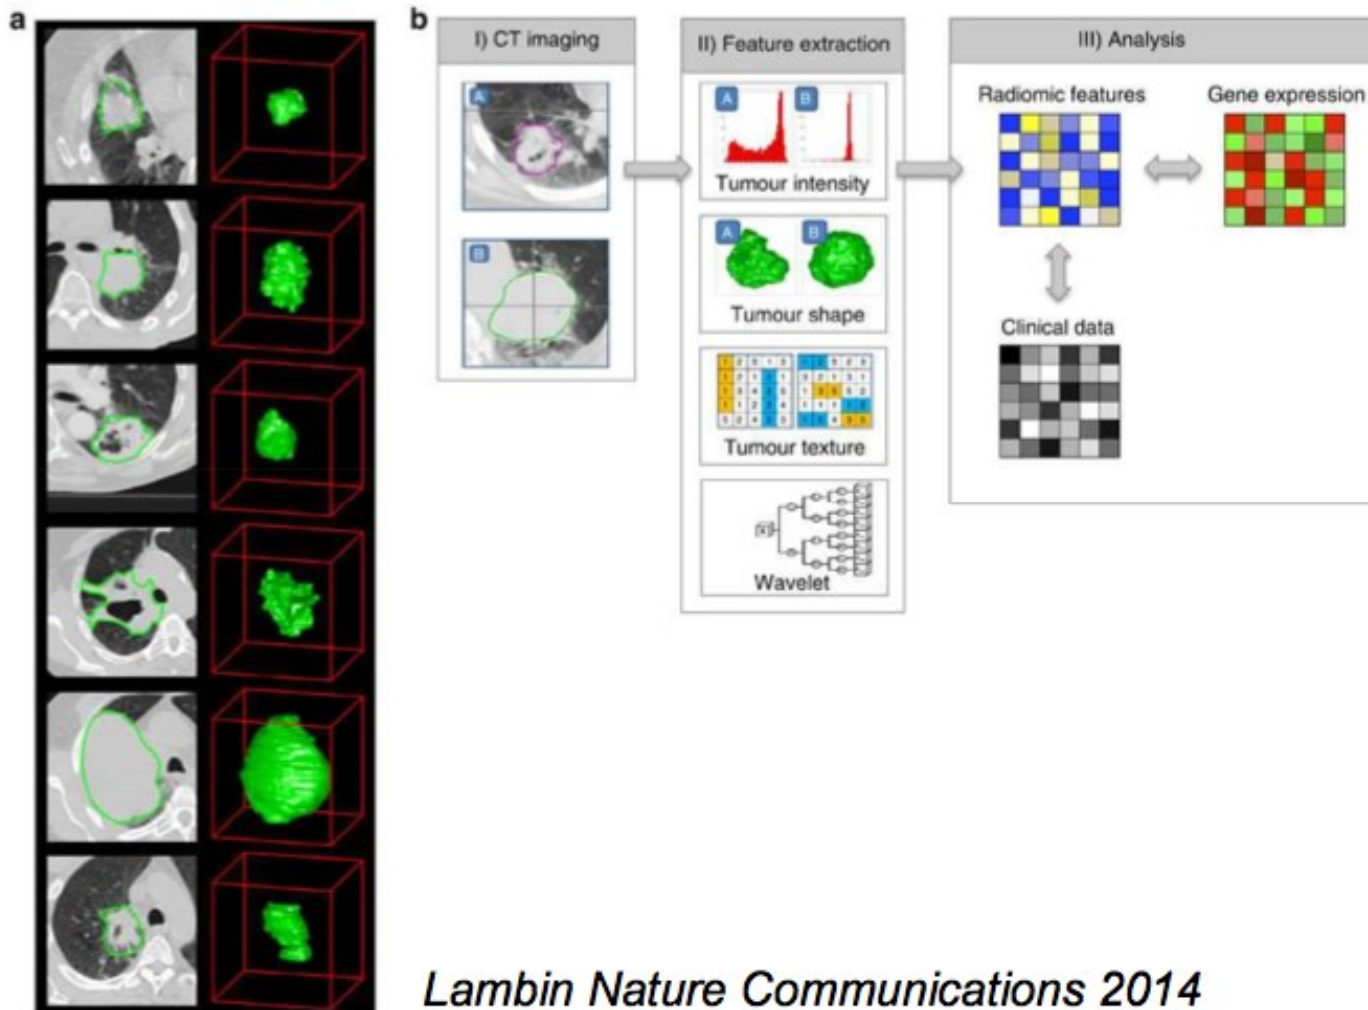 a
b
I) CT imaging
II) Feature extraction
III) Analysis
A
B
A B
Tumour intensity
A B
Tumour shape
Tumour texture
Wavelet
Radiomic features
Gene expression
Clinical data
Lambin Nature Communications 2014